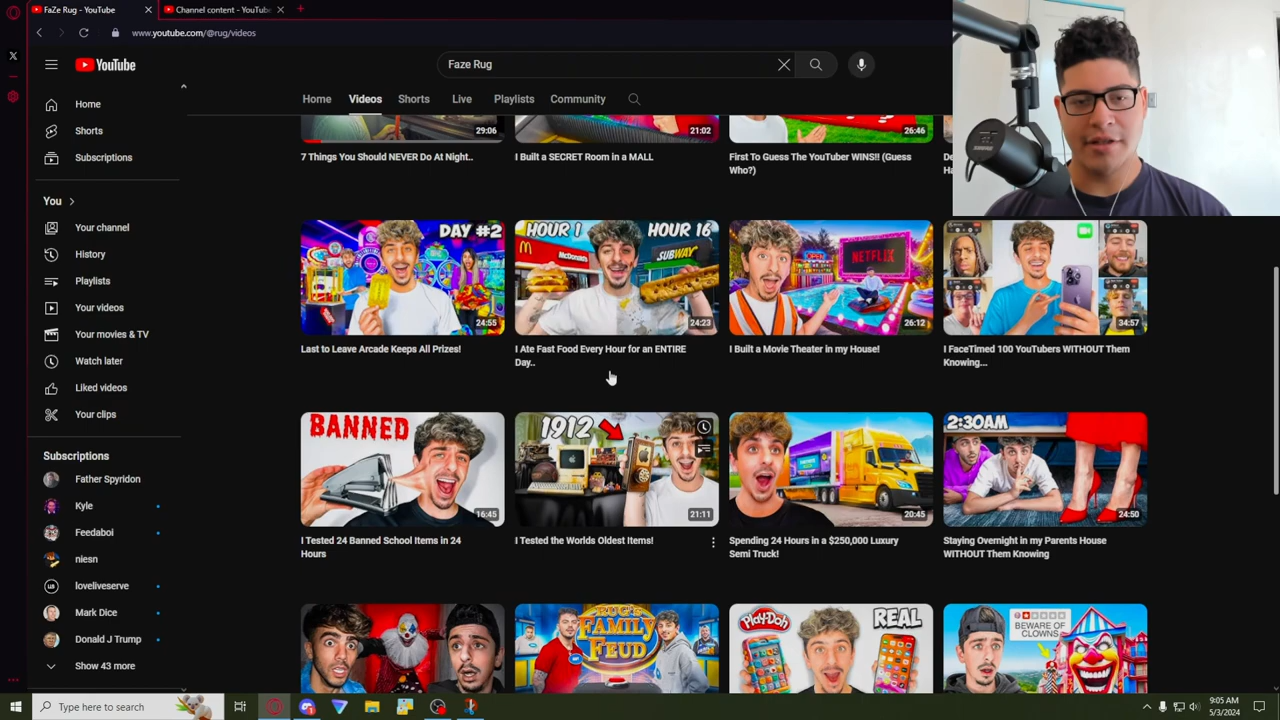 FaZe Rug - YouTube
Channel content - YouTube
www.youtube.com/@rug/videos
YouTube
Faze Rug
Home
Videos
Shorts
Live
Playlists
Community
Home
Shorts
Subscriptions
You
Your channel
History
Playlists
Your videos
Your movies & TV
Watch later
Liked videos
Your clips
Subscriptions
Father Spyridon
Kyle
Feedaboi
niesn
loveliveserve
Mark Dice
Donald J Trump
Show 43 more
29:06
21:02
26:46
7 Things You Should NEVER Do At Night..
I Built a SECRET Room in a MALL
First To Guess The YouTuber WINS!! (Guess
Who?)
DAY #2
24:55
HOUR 1
HOUR 16
McDonald's
SUBWAY
24:23
NETFLIX
26:12
34:57
Last to Leave Arcade Keeps All Prizes!
I Ate Fast Food Every Hour for an ENTIRE
Day..
I Built a Movie Theater in my House!
I FaceTimed 100 YouTubers WITHOUT Them
Knowing...
BANNED
16:45
1912
21:11
20:45
2:30AM
24:50
I Tested 24 Banned School Items in 24
Hours
I Tested the Worlds Oldest Items!
Spending 24 Hours in a $250,000 Luxury
Semi Truck!
Staying Overnight in my Parents House
WITHOUT Them Knowing
RUG'S
FAMILY
FEUD
Play-Doh
REAL
BEWARE OF
CLOWNS
SHURE
Type here to search
9:05 AM
5/3/2024